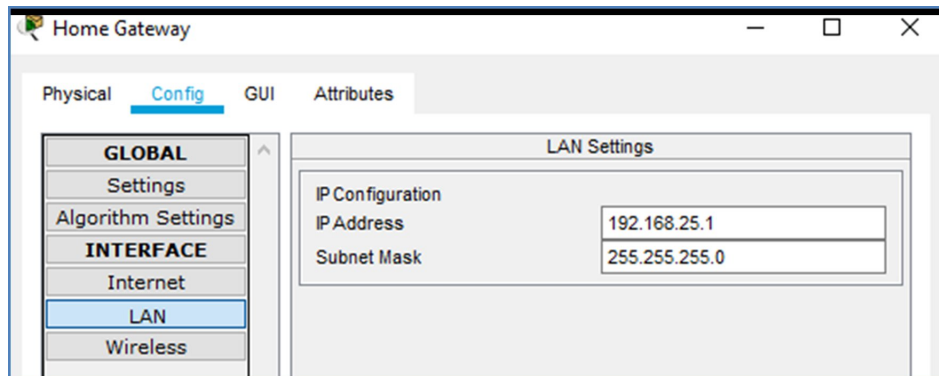 Home Gateway
Physical Config GUI Attributes
GLOBAL
Settings
Algorithm Settings
INTERFACE
Internet
LAN
Wireless
LAN Settings
IP Configuration
IP Address 192.168.25.1
Subnet Mask 255.255.255.0